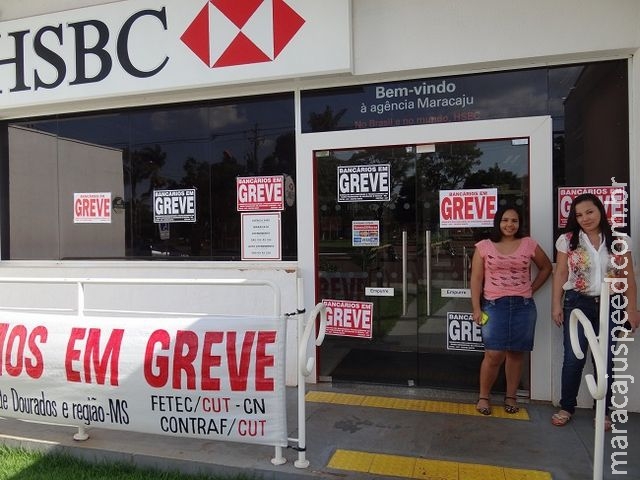 HSBC
Bem-vindo
à agência Maracaju
No Brasil e no mundo, HSBC
BANCÁRIOS EM
GREVE
BANCÁRIOS EM
GREVE
BANCÁRIOS EM
GREVE
BANCÁRIOS EM
GREVE
BANCÁRIOS EM
GREVE
BANCÁRIOS EM
GREVE
Empurre
Empurre
BANCÁRIOS EM
GREVE
BANCÁRIOS EM
GREVE
MOS EM GREVE
de Dourados e região-MS
FETEC/CUT - CN
CONTRAF/CUT
maracajuspeed.com.br